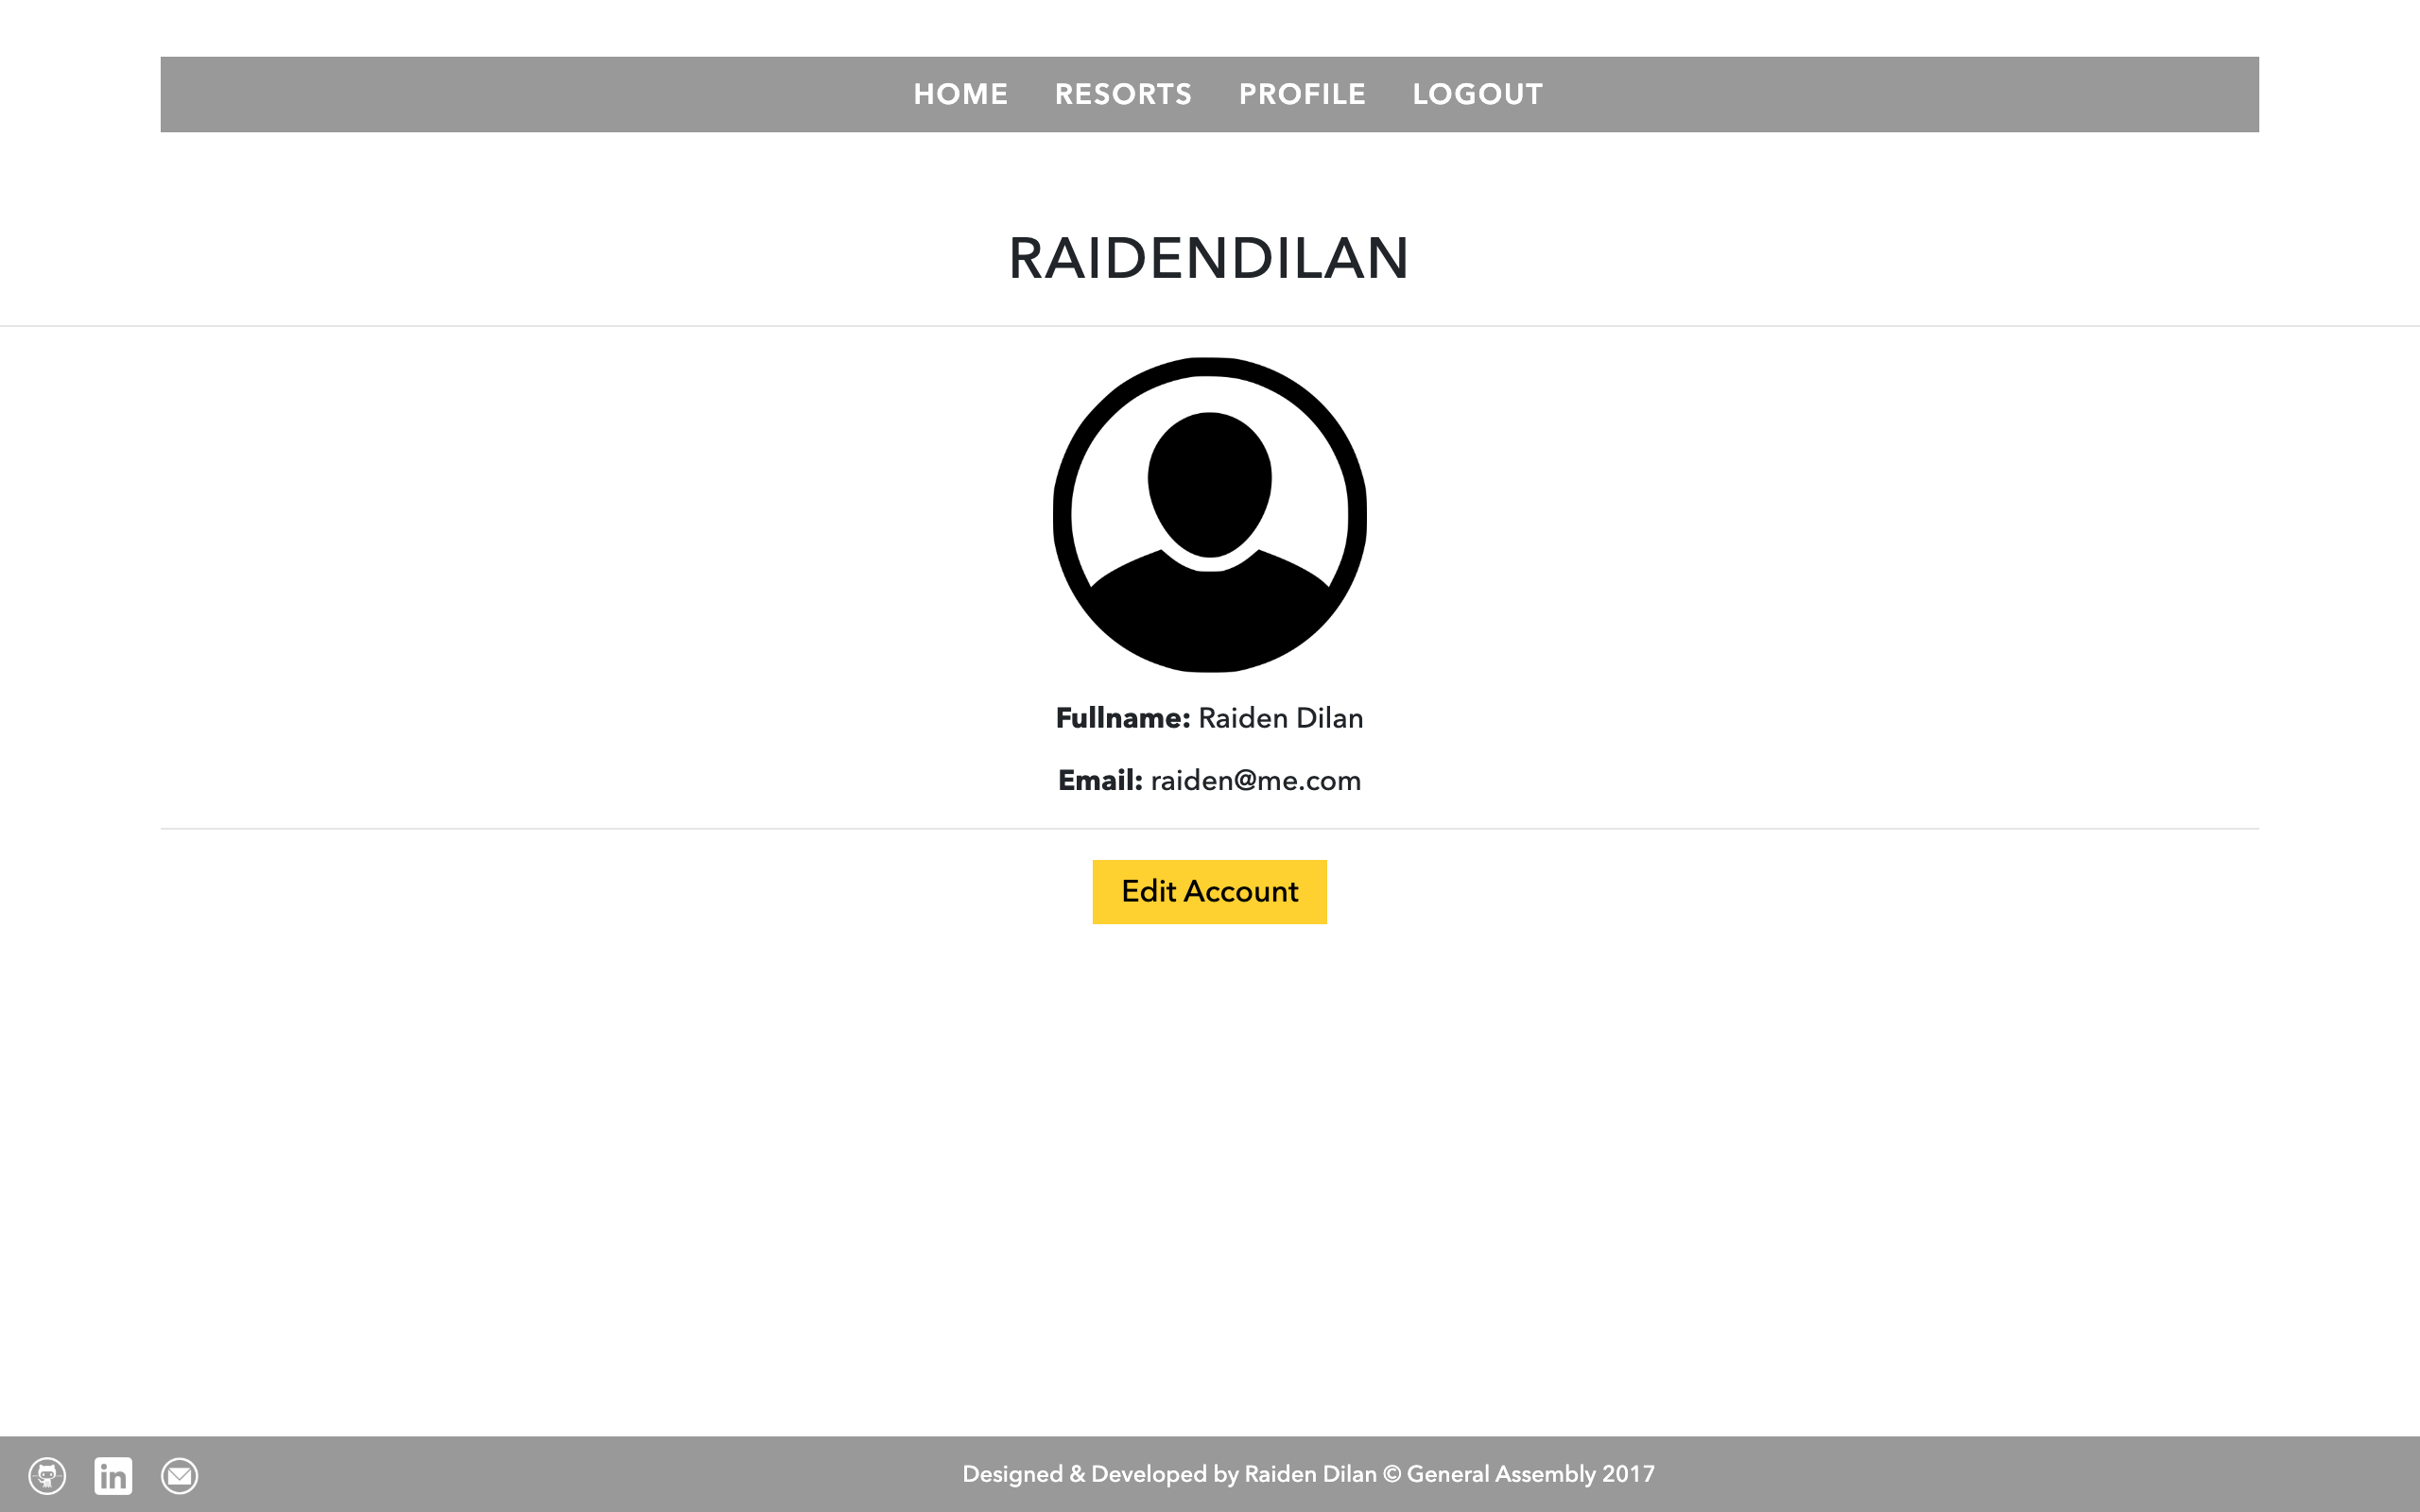 HOME RESORTS PROFILE LOGOUT
RAIDENDILAN
Fullname: Raiden Dilan
Email: raiden@me.com
Edit Account
in Designed & Developed by Raiden Dilan © General Assembly 2017